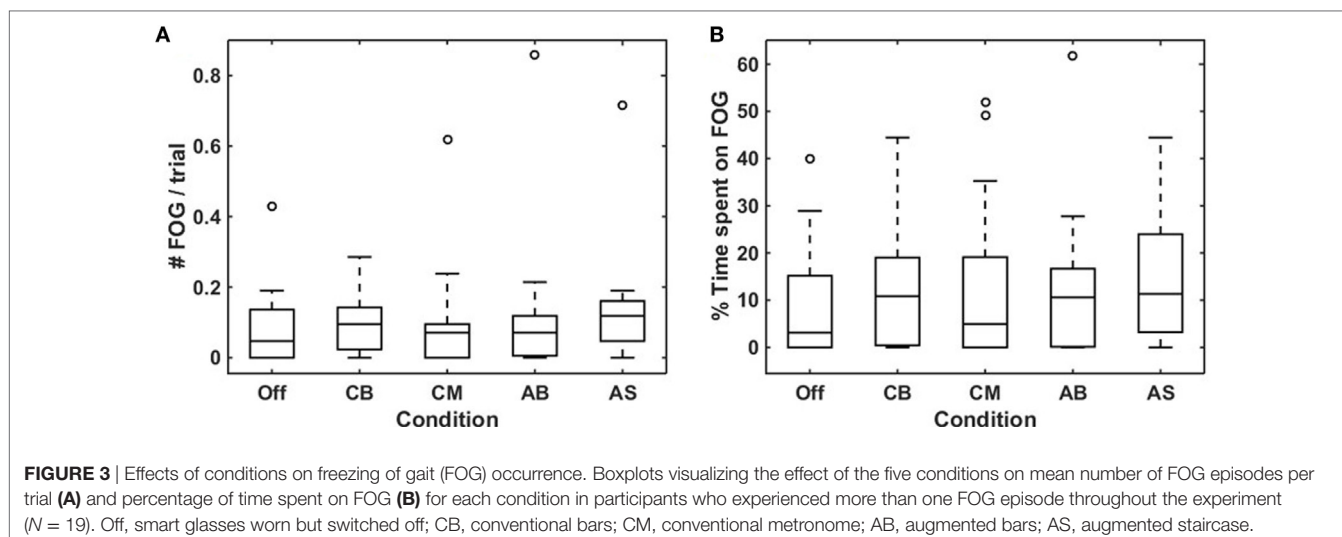 A
# FOG / trial
0.8
0.6
0.4
0.2
0
Off CB CM AB AS
Condition
B
% Time spent on FOG
60
50
40
30
20
10
0
Off CB CM AB AS
Condition
FIGURE 3 | Effects of conditions on freezing of gait (FOG) occurrence. Boxplots visualizing the effect of the five conditions on mean number of FOG episodes per
trial (A) and percentage of time spent on FOG (B) for each condition in participants who experienced more than one FOG episode throughout the experiment
(N = 19). Off, smart glasses worn but switched off; CB, conventional bars; CM, conventional metronome; AB, augmented bars; AS, augmented staircase.